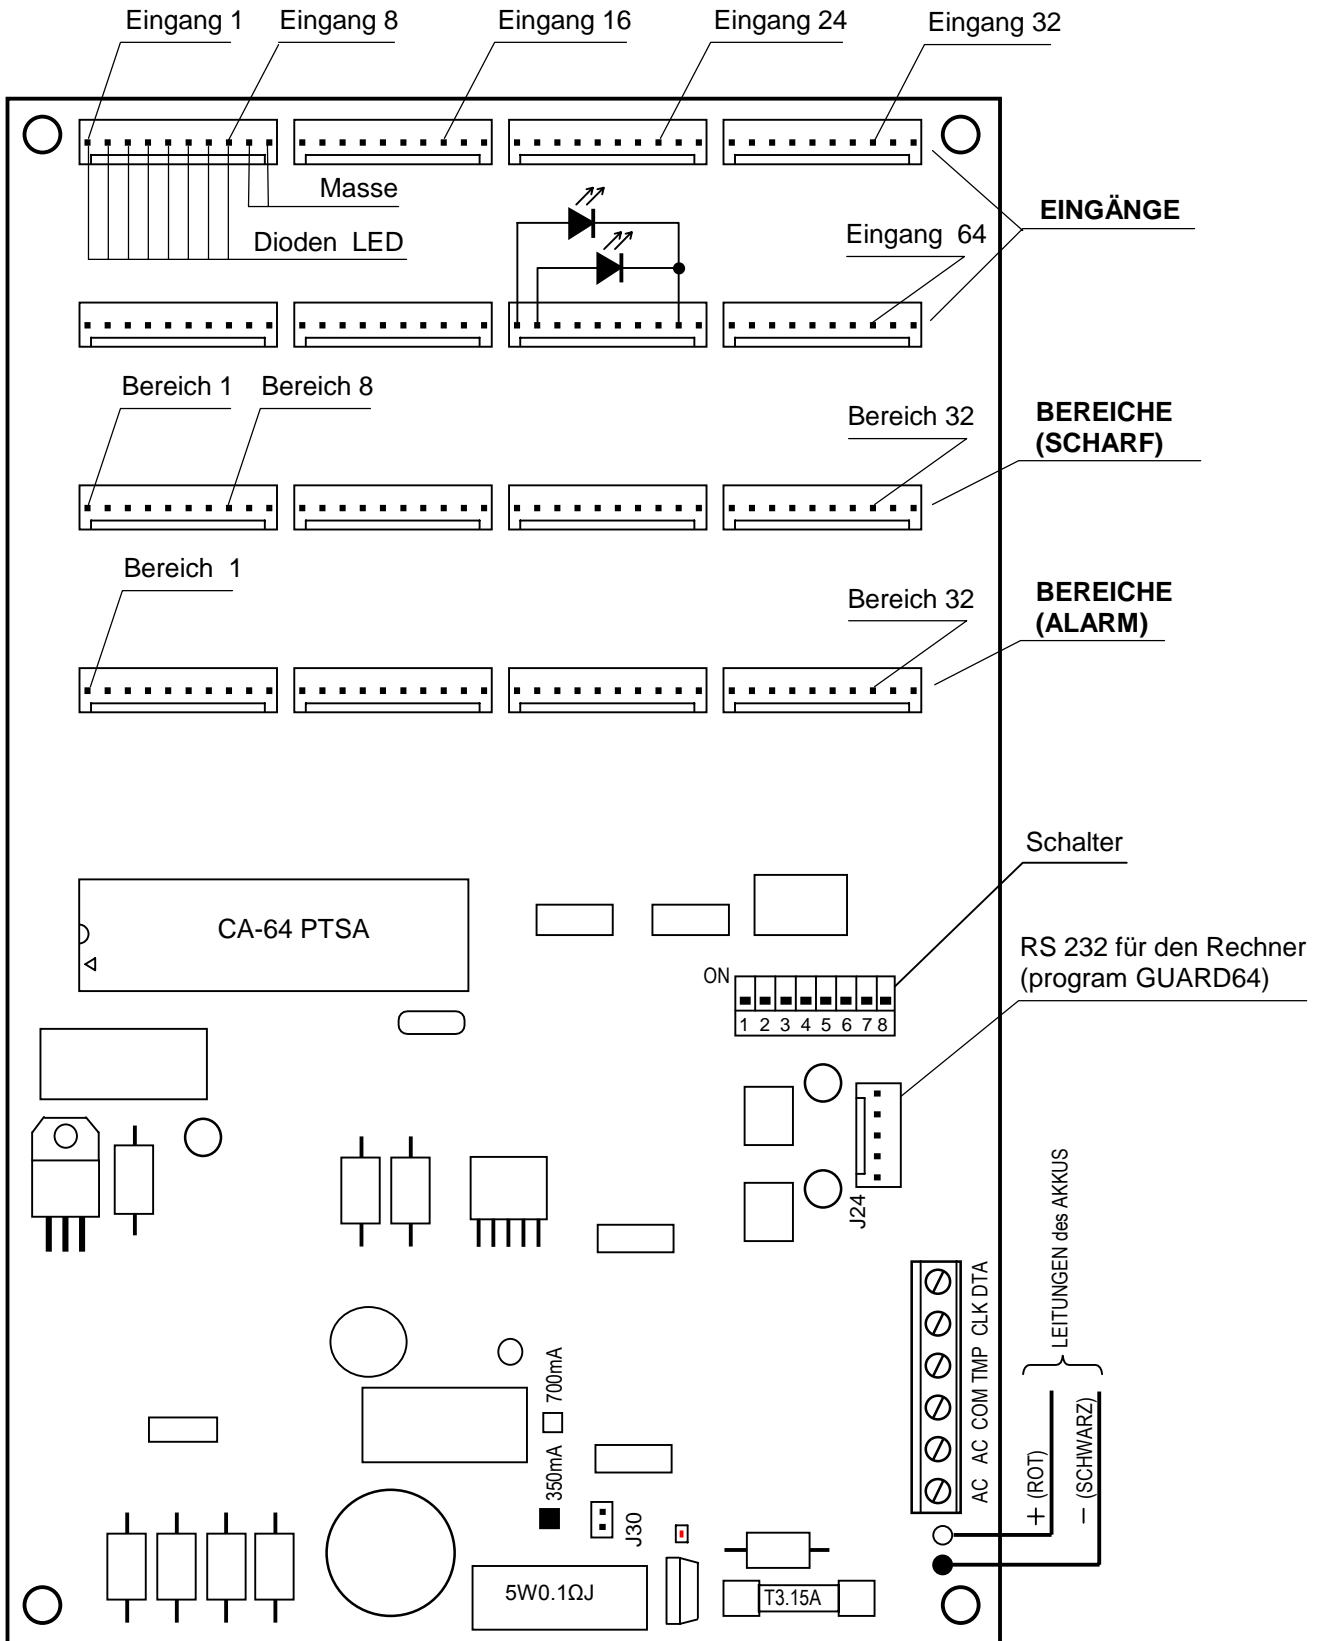 Eingang 1
Eingang 8
Eingang 16
Eingang 24
Eingang 32
Masse
Dioden LED
EINGÄNGE
Eingang 64
Bereich 1
Bereich 8
Bereich 32
BEREICHE
(SCHARF)
Bereich 1
Bereich 32
BEREICHE
(ALARM)
Schalter
CA-64 PTSA
RS 232 für den Rechner
(program GUARD64)
ON
1 2 3 4 5 6 7 8
J24
LEITUNGEN des AKKUS
AC AC COM TMP CLK DTA
+ (ROT)
− (SCHWARZ)
700mA
350mA
J30
5W0.1ΩJ
T3.15A